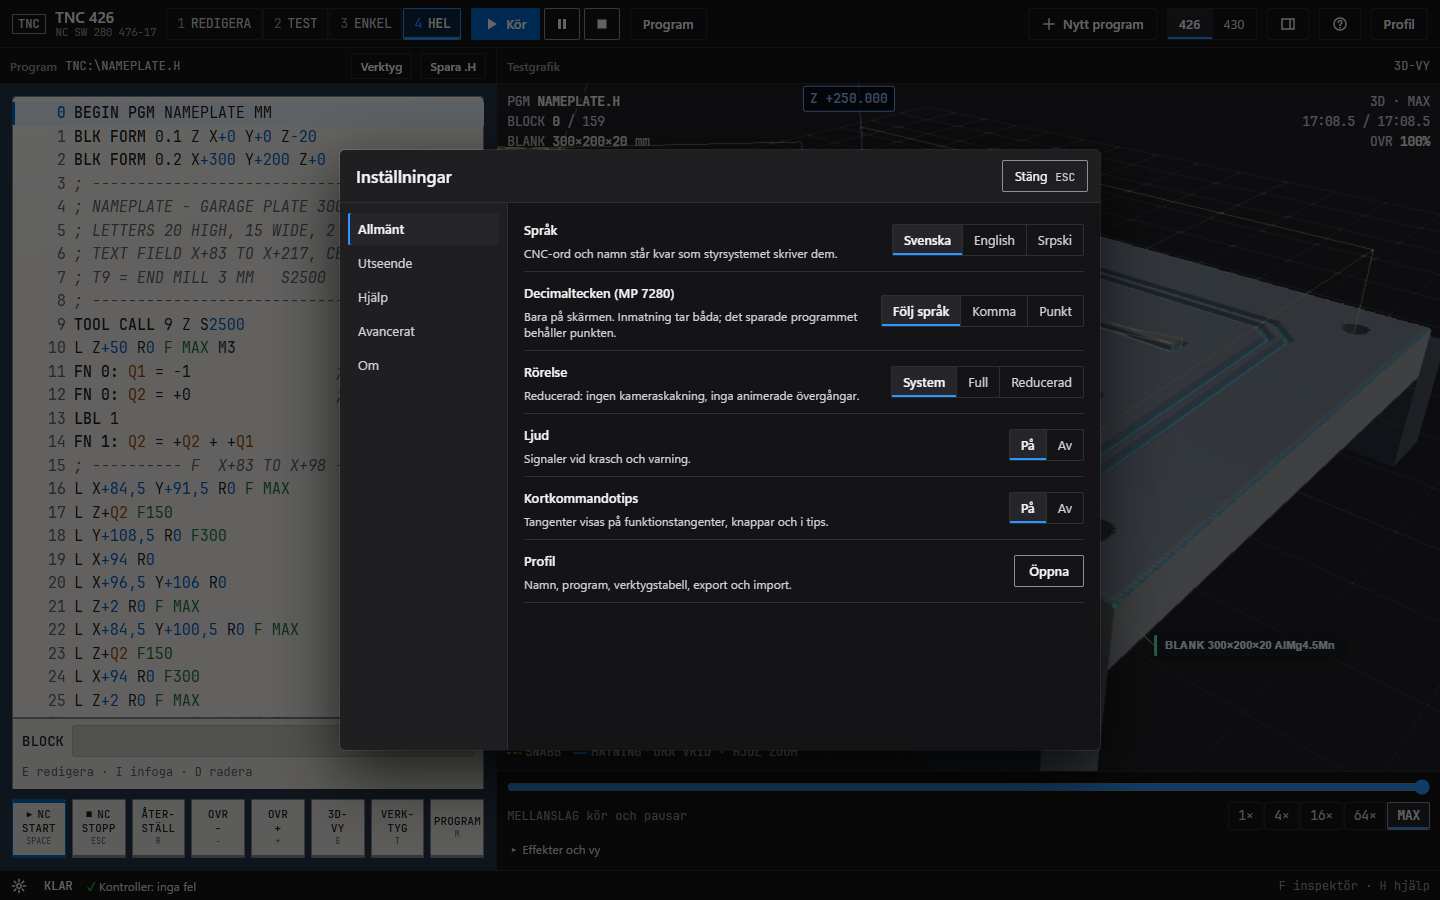 TNC
TNC 426
NC SW 280 476-17
1 REDIGERA
2 TEST
3 ENKEL
4 HEL
Kör
Program
Nytt program
426
430
Profil
Program TNC:\NAMEPLATE.H
Verktyg
Spara .H
Testgrafik
3D-VY
0 BEGIN PGM NAMEPLATE MM
1 BLK FORM 0.1 Z X+0 Y+0 Z-20
2 BLK FORM 0.2 X+300 Y+200 Z+0
3 ; ----------------------------
4 ; NAMEPLATE - GARAGE PLATE 300
5 ; LETTERS 20 HIGH, 15 WIDE, 2
6 ; TEXT FIELD X+83 TO X+217, CE
7 ; T9 = END MILL 3 MM   S2500
8 ; ----------------------------
9 TOOL CALL 9 Z S2500
10 L Z+50 R0 F MAX M3
11 FN 0: Q1 = -1 ;
12 FN 0: Q2 = +0 ;
13 LBL 1
14 FN 1: Q2 = +Q2 + +Q1
15 ; ---------- F  X+83 TO X+98 -
16 L X+84,5 Y+91,5 R0 F MAX
17 L Z+Q2 F150
18 L Y+108,5 R0 F300
19 L X+94 R0
20 L X+96,5 Y+106 R0
21 L Z+2 R0 F MAX
22 L X+84,5 Y+100,5 R0 F MAX
23 L Z+Q2 F150
24 L X+94 R0 F300
25 L Z+2 R0 F MAX
BLOCK
E redigera · I infoga · D radera
NC START SPACE
NC STOPP ESC
ÅTER-STÄLL R
OVR - -
OVR + +
3D-VY G
VERK-TYG T
PROGRAM M
KLAR
✓ Kontroller: inga fel
PGM NAMEPLATE.H
BLOCK 0 / 159
BLANK 300×200×20 mm
Z +250.000
3D · MAX
17:08.5 / 17:08.5
OVR 100%
Inställningar
Stäng ESC
Allmänt
Utseende
Hjälp
Avancerat
Om
Språk
CNC-ord och namn står kvar som styrsystemet skriver dem.
Svenska
English
Srpski
Decimaltecken (MP 7280)
Bara på skärmen. Inmatning tar båda; det sparade programmet
behåller punkten.
Följ språk
Komma
Punkt
Rörelse
Reducerad: ingen kameraskakning, inga animerade övergångar.
System
Full
Reducerad
Ljud
Signaler vid krasch och varning.
På
Av
Kortkommandotips
Tangenter visas på funktionstangenter, knappar och i tips.
På
Av
Profil
Namn, program, verktygstabell, export och import.
Öppna
BLANK 300×200×20 AlMg4.5Mn
SNABB MATNING DRA VRID · HJUL ZOOM
MELLANSLAG kör och pausar
1×
4×
16×
64×
MAX
▸ Effekter och vy
F inspektör · H hjälp